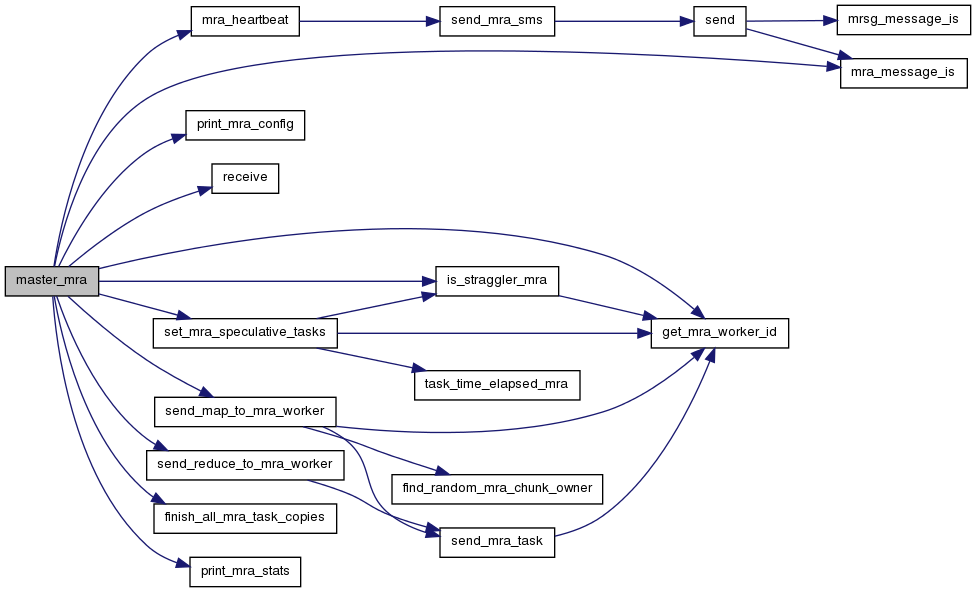 mra_heartbeat
send_mra_sms
send
mrsg_message_is
mra_message_is
print_mra_config
receive
master_mra
is_straggler_mra
set_mra_speculative_tasks
get_mra_worker_id
task_time_elapsed_mra
send_map_to_mra_worker
send_reduce_to_mra_worker
find_random_mra_chunk_owner
finish_all_mra_task_copies
send_mra_task
print_mra_stats